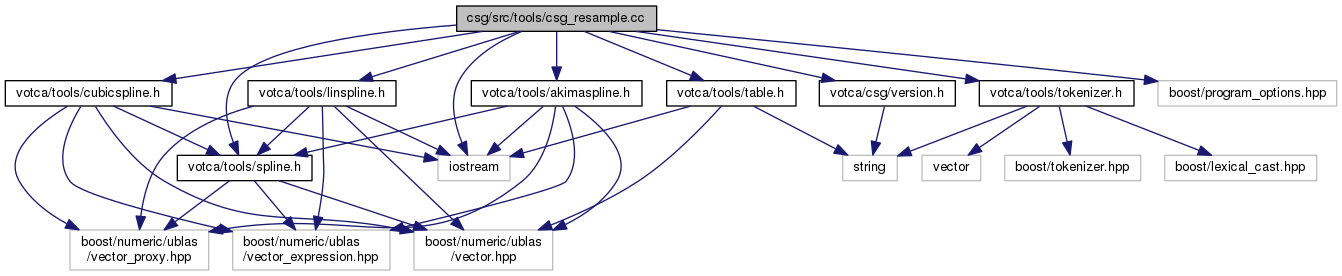 csg/src/tools/csg_resample.cc
votca/tools/cubicspline.h
votca/tools/linspline.h
votca/tools/akimaspline.h
votca/tools/table.h
votca/csg/version.h
votca/tools/tokenizer.h
boost/program_options.hpp
votca/tools/spline.h
iostream
string
vector
boost/tokenizer.hpp
boost/lexical_cast.hpp
boost/numeric/ublas
/vector_proxy.hpp
boost/numeric/ublas
/vector_expression.hpp
boost/numeric/ublas
/vector.hpp